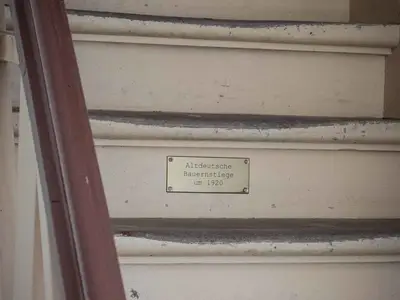 Altdeutsche
Bauernstiege
um 1920